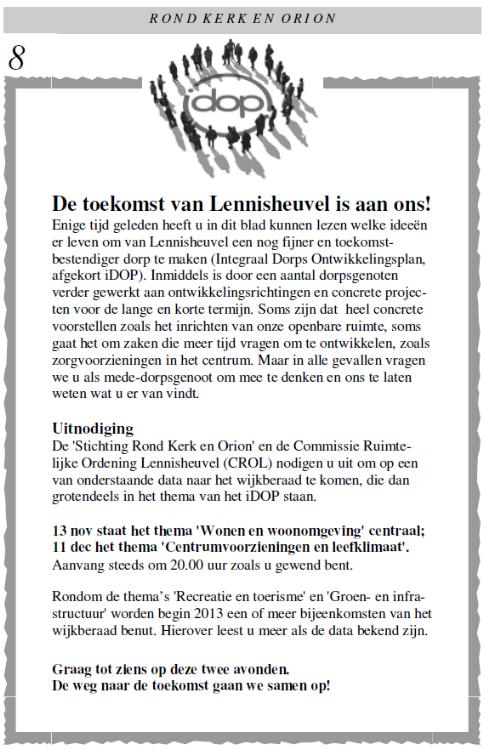 ROND KERK EN ORION
8
idop
De toekomst van Lennisheuvel is aan ons!
Enige tijd geleden heeft u in dit blad kunnen lezen welke ideeën
er leven om van Lennisheuvel een nog fijner en toekomst-
bestendiger dorp te maken (Integraal Dorps Ontwikkelingsplan,
afgekort iDOP). Inmiddels is door een aantal dorpsgenoten
verder gewerkt aan ontwikkelingsrichtingen en concrete projec-
ten voor de lange en korte termijn. Soms zijn dat heel concrete
voorstellen zoals het inrichten van onze openbare ruimte, soms
gaat het om zaken die meer tijd vragen om te ontwikkelen, zoals
zorgvoorzieningen in het centrum. Maar in alle gevallen vragen
we u als mede-dorpsgenoot om mee te denken en ons te laten
weten wat u er van vindt.
Uitnodiging
De 'Stichting Rond Kerk en Orion' en de Commissie Ruimte-
lijke Ordening Lennisheuvel (CROL) nodigen u uit om op een
van onderstaande data naar het wijkberaad te komen, die dan
grotendeels in het thema van het iDOP staan.
13 nov staat het thema 'Wonen en woonomgeving' centraal;
11 dec het thema 'Centrumvoorzieningen en leefklimaat'.
Aanvang steeds om 20.00 uur zoals u gewend bent.
Rondom de thema's 'Recreatie en toerisme' en 'Groen- en infra-
structuur' worden begin 2013 een of meer bijeenkomsten van het
wijkberaad benut. Hierover leest u meer als de data bekend zijn.
Graag tot ziens op deze twee avonden.
De weg naar de toekomst gaan we samen op!